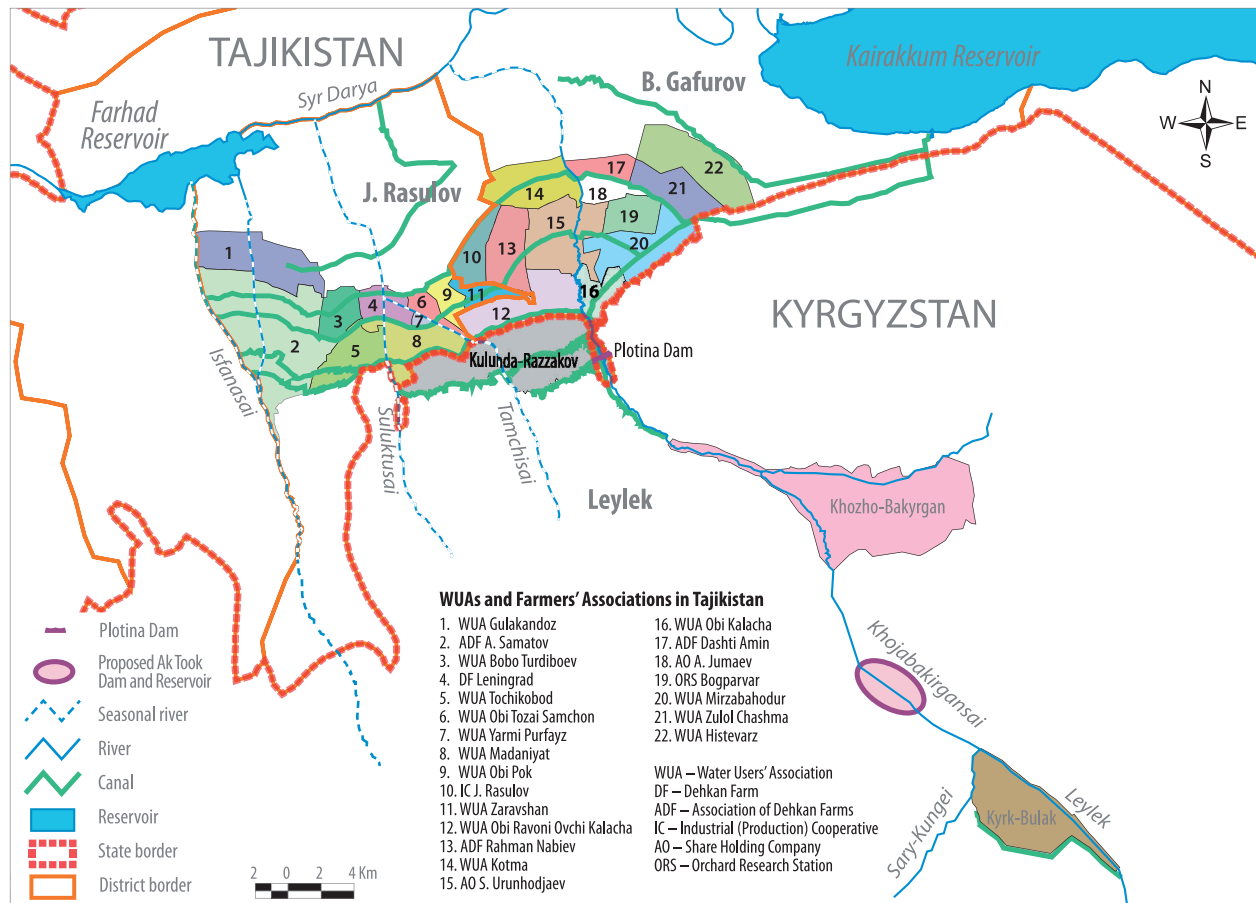 TAJIKISTAN
Kairakkum Reservoir
B. Gafurov
Syr Darya
Farhad
Reservoir
N
W E
S
J. Rasulov
17
22
14
18
21
15
19
13
20
1
10
16
9
11
6
4
7
12
3
2
5
8
KYRGYZSTAN
Plotina Dam
Kulunda-Razzakov
Isfanasai
Suluktusai
Tamchisai
Leylek
Khozho-Bakyrgan
Khojabakirgansai
Kyrk-Bulak
Leylek
Sary-Kungei
Plotina Dam
Proposed Ak Took
Dam and Reservoir
Seasonal river
River
Canal
Reservoir
State border
District border
2 0 2 4 Km
WUAs and Farmers' Associations in Tajikistan
1. WUA Gulakandoz
2. ADF A. Samatov
3. WUA Bobo Turdiboev
4. DF Leningrad
5. WUA Tochikobod
6. WUA Obi Tozai Samchon
7. WUA Yarmi Purfayz
8. WUA Madaniyat
9. WUA Obi Pok
10. IC J. Rasulov
11. WUA Zaravshan
12. WUA Obi Ravoni Ovchi Kalacha
13. ADF Rahman Nabiev
14. WUA Kotma
15. AO S. Urunhodjaev
16. WUA Obi Kalacha
17. ADF Dashti Amin
18. AO A. Jumaev
19. ORS Bogparvar
20. WUA Mirzabahodur
21. WUA Zulol Chashma
22. WUA Histevarz
WUA – Water Users' Association
DF – Dehkan Farm
ADF – Association of Dehkan Farms
IC – Industrial (Production) Cooperative
AO – Share Holding Company
ORS – Orchard Research Station